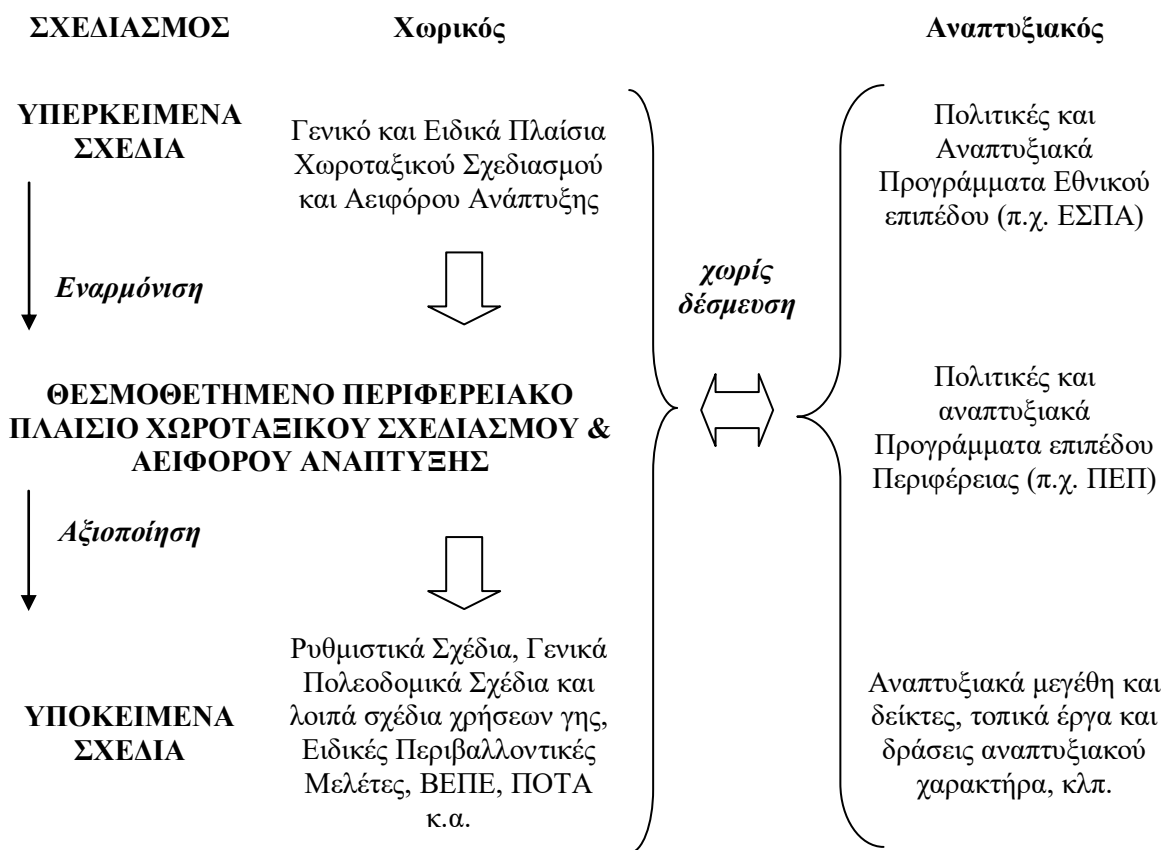 ΣΧΕΔΙΑΣΜΟΣ
Χωρικός
Αναπτυξιακός
ΥΠΕΡΚΕΙΜΕΝΑ
ΣΧΕΔΙΑ
Γενικό και Ειδικά Πλαίσια
Χωροταξικού Σχεδιασμού
και Αειφόρου Ανάπτυξης
Πολιτικές και
Αναπτυξιακά
Προγράμματα Εθνικού
επιπέδου (π.χ. ΕΣΠΑ)
Εναρμόνιση
χωρίς
δέσμευση
ΘΕΣΜΟΘΕΤΗΜΕΝΟ ΠΕΡΙΦΕΡΕΙΑΚΟ
ΠΛΑΙΣΙΟ ΧΩΡΟΤΑΞΙΚΟΥ ΣΧΕΔΙΑΣΜΟΥ &
ΑΕΙΦΟΡΟΥ ΑΝΑΠΤΥΞΗΣ
Πολιτικές και
αναπτυξιακά
Προγράμματα επιπέδου
Περιφέρειας (π.χ. ΠΕΠ)
Αξιοποίηση
ΥΠΟΚΕΙΜΕΝΑ
ΣΧΕΔΙΑ
Ρυθμιστικά Σχέδια, Γενικά
Πολεοδομικά Σχέδια και
λοιπά σχέδια χρήσεων γης,
Ειδικές Περιβαλλοντικές
Μελέτες, ΒΕΠΕ, ΠΟΤΑ
κ.α.
Αναπτυξιακά μεγέθη και
δείκτες, τοπικά έργα και
δράσεις αναπτυξιακού
χαρακτήρα, κλπ.